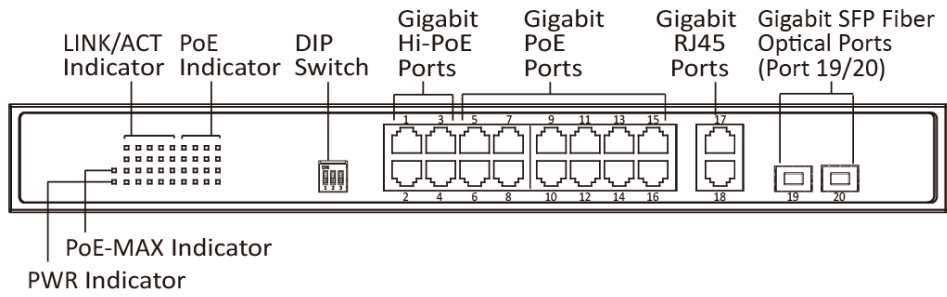 LINK/ACT
Indicator
PoE
Indicator
DIP
Switch
Gigabit
Hi-PoE
Ports
Gigabit
PoE
Ports
Gigabit
RJ45
Ports
Gigabit SFP Fiber
Optical Ports
(Port 19/20)
1 3 5 7 9 11 13 15 17
ON
1 2 3
2 4 6 8 10 12 14 16 18 19 20
PoE-MAX Indicator
PWR Indicator